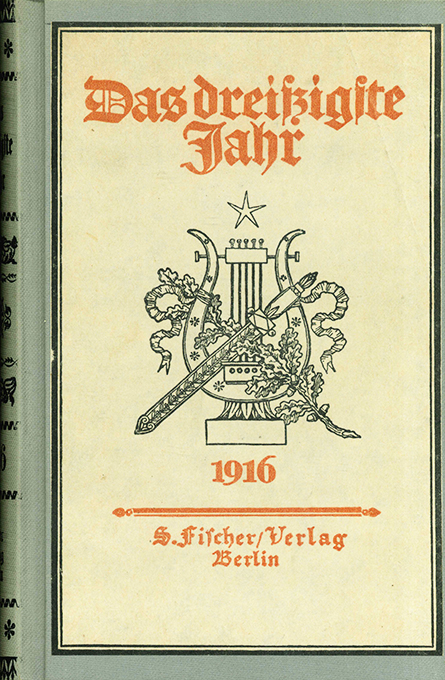 Das dreißigste
Jahr
1916
S. Fischer/Verlag
Berlin